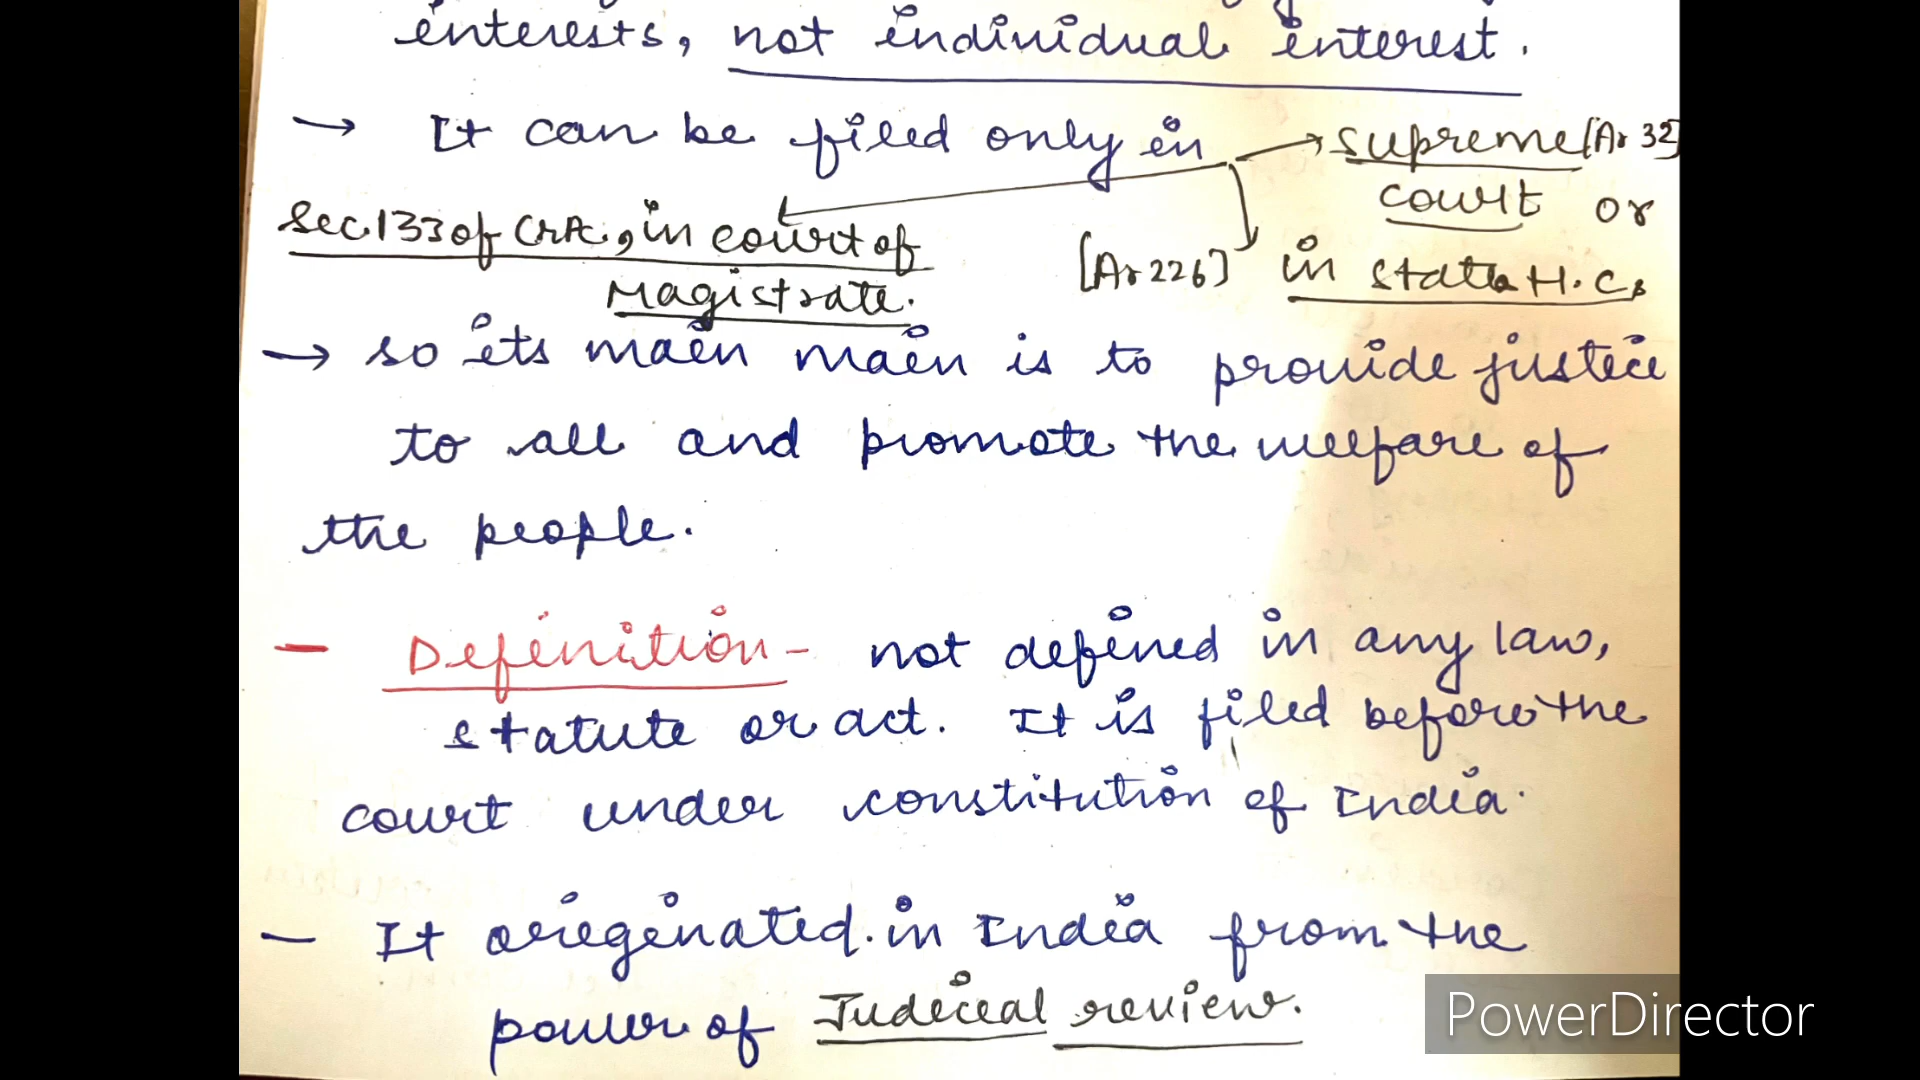 interests, not individual interest.
→ It can be filed only in → Supreme [Ar 32]
Court or
Sec 133 of CrPc, in court of
[Ar 226] in state H.Cs
Magistrate.
→ so its main main is to provide justice
to all and promote the welfare of
the people.
— Definition - not defined in any law,
statute or act. It is filed before the
court under constitution of India.
— It originated in India from the
power of Judicial review.
PowerDirector